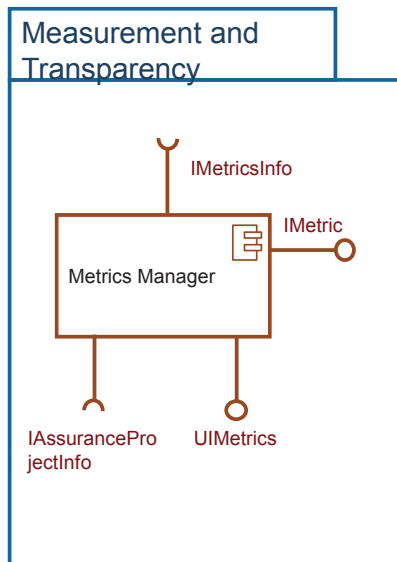 Measurement and
Transparency
IMetricsInfo
IMetric
Metrics Manager
IAssurancePro
jectInfo
UIMetrics